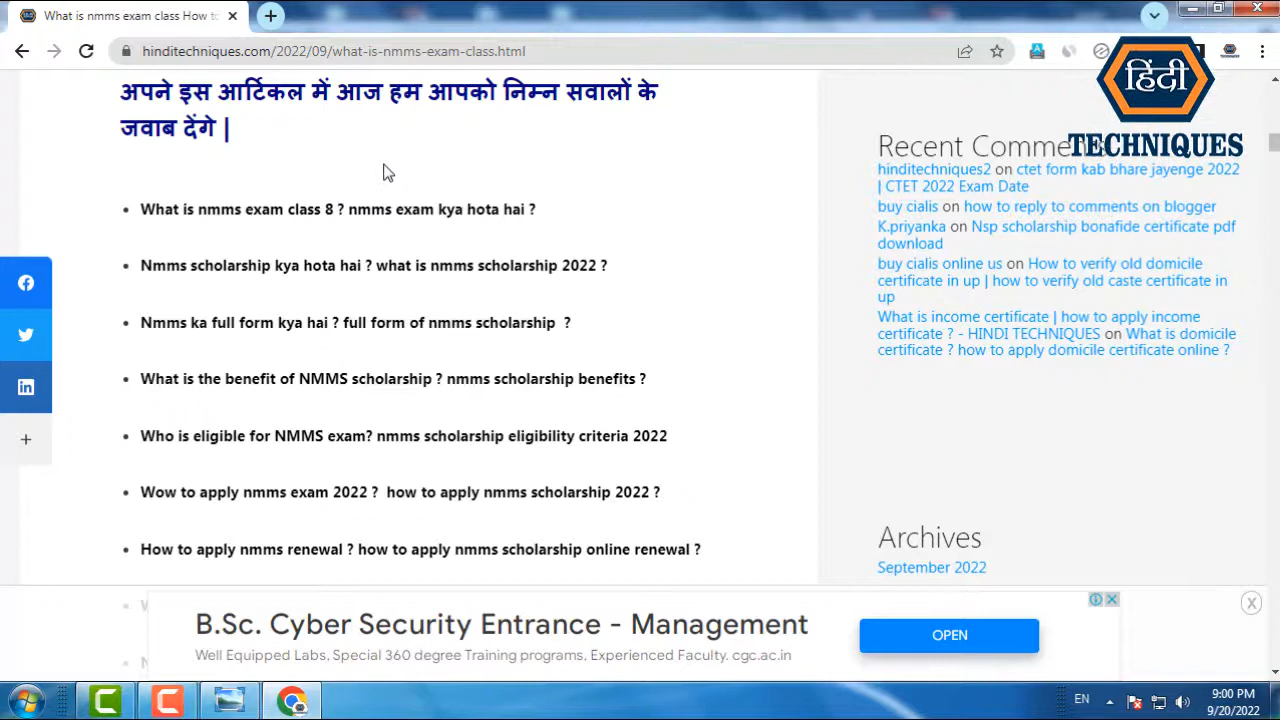 What is nmms exam class How to
hinditechniques.com/2022/09/what-is-nmms-exam-class.html
हिंदी
TECHNIQUES
अपने इस आर्टिकल में आज हम आपको निम्न सवालों के
जवाब देंगे |
What is nmms exam class 8 ? nmms exam kya hota hai ?
Nmms scholarship kya hota hai ? what is nmms scholarship 2022 ?
Nmms ka full form kya hai ? full form of nmms scholarship ?
What is the benefit of NMMS scholarship ? nmms scholarship benefits ?
Who is eligible for NMMS exam? nmms scholarship eligibility criteria 2022
Wow to apply nmms exam 2022 ? how to apply nmms scholarship 2022 ?
How to apply nmms renewal ? how to apply nmms scholarship online renewal ?
Recent Comments
hinditechniques2 on ctet form kab bhare jayenge 2022
| CTET 2022 Exam Date
buy cialis on how to reply to comments on blogger
K.priyanka on Nsp scholarship bonafide certificate pdf
download
buy cialis online us on How to verify old domicile
certificate in up | how to verify old caste certificate in
up
What is income certificate | how to apply income
certificate ? - HINDI TECHNIQUES on What is domicile
certificate ? how to apply domicile certificate online ?
Archives
September 2022
B.Sc. Cyber Security Entrance - Management
Well Equipped Labs, Special 360 degree Training programs, Experienced Faculty. cgc.ac.in
OPEN
EN
9:00 PM
9/20/2022